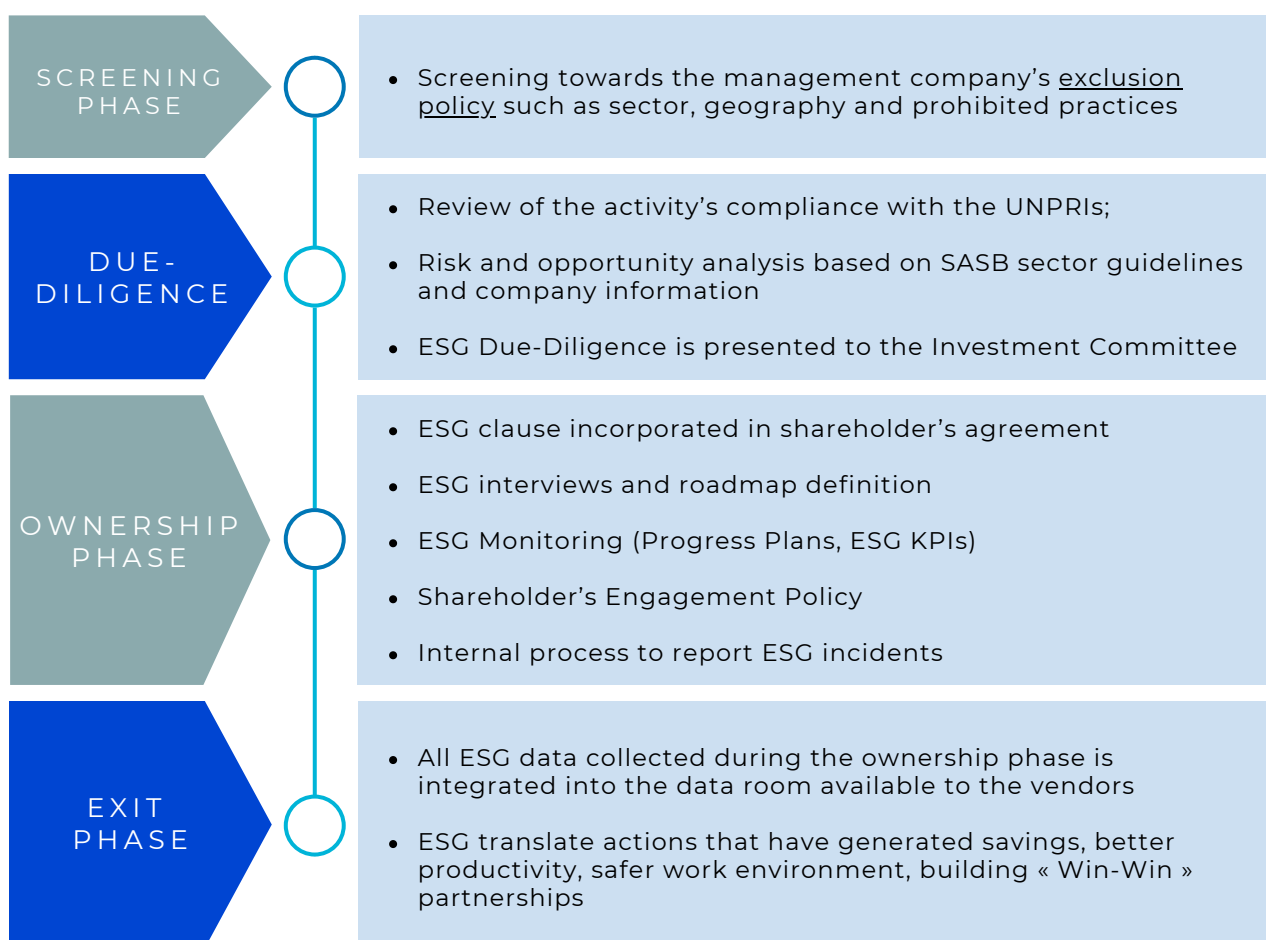 SCREENING
PHASE
• Screening towards the management company’s exclusion
policy such as sector, geography and prohibited practices
DUE-
DILIGENCE
• Review of the activity’s compliance with the UNPRIs;
• Risk and opportunity analysis based on SASB sector guidelines
and company information
• ESG Due-Diligence is presented to the Investment Committee
OWNERSHIP
PHASE
• ESG clause incorporated in shareholder’s agreement
• ESG interviews and roadmap definition
• ESG Monitoring (Progress Plans, ESG KPIs)
• Shareholder’s Engagement Policy
• Internal process to report ESG incidents
EXIT
PHASE
• All ESG data collected during the ownership phase is
integrated into the data room available to the vendors
• ESG translate actions that have generated savings, better
productivity, safer work environment, building « Win-Win »
partnerships